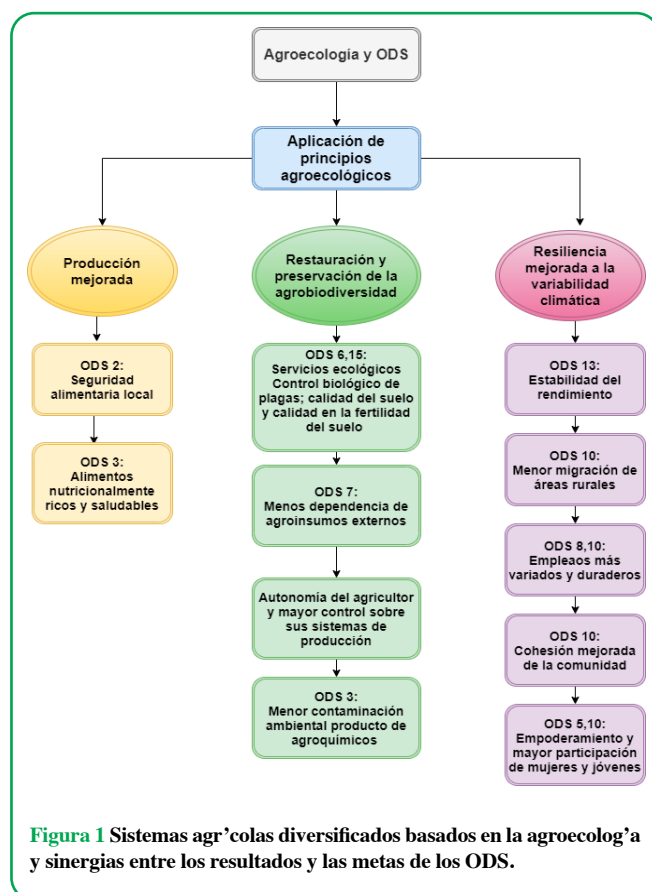 Agroecología y ODS
Aplicación de
principios
agroecológicos
Producción
mejorada
ODS 2:
Seguridad
alimentaria local
ODS 3:
Alimentos
nutricionalmente
ricos y saludables
Restauración y
preservación de la
agrobiodiversidad
ODS 6,15:
Servicios ecológicos
Control biológico de
plagas; calidad del suelo
y calidad en la fertilidad
del suelo
ODS 7:
Menos dependencia de
agroinsumos externos
Autonomía del agricultor
y mayor control sobre
sus sistemas de
producción
ODS 3:
Menor contaminación
ambiental producto de
agroquímicos
Resiliencia
mejorada a la
variabilidad
climática
ODS 13:
Estabilidad del
rendimiento
ODS 10:
Menor migración de
áreas rurales
ODS 8,10:
Empleaos más
variados y duraderos
ODS 10:
Cohesión mejorada
de la comunidad
ODS 5,10:
Empoderamiento y
mayor participación
de mujeres y jóvenes
Figura 1 Sistemas agr’colas diversificados basados en la agroecolog’a
y sinergias entre los resultados y las metas de los ODS.